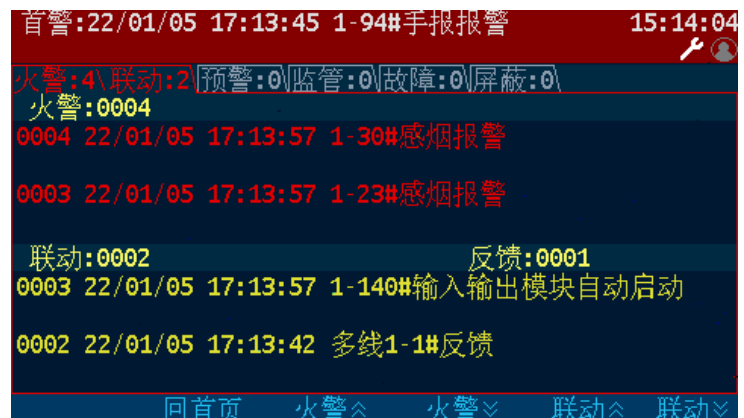 首警:22/01/05 17:13:45 1-94#手报报警 15:14:04
火警:4\联动:2\预警:0\监管:0\故障:0\屏蔽:0\
火警:0004
0004 22/01/05 17:13:57 1-30#感烟报警
0003 22/01/05 17:13:57 1-23#感烟报警
联动:0002 反馈:0001
0003 22/01/05 17:13:57 1-140#输入输出模块自动启动
0002 22/01/05 17:13:42 多线1-1#反馈
回首页 火警︽ 火警︾ 联动︽ 联动︾